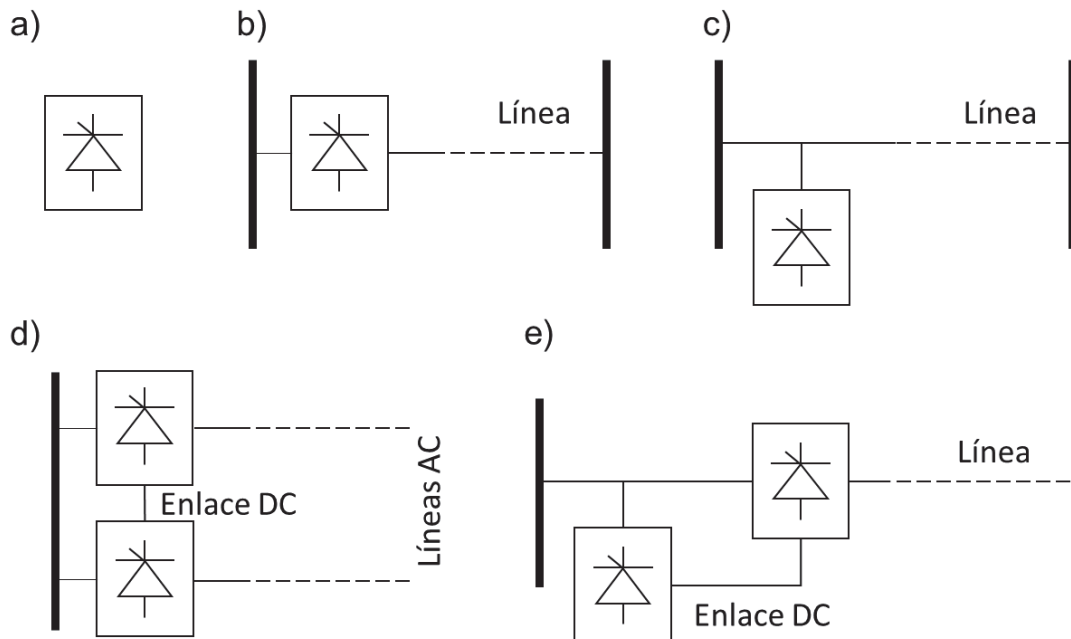 a)
b)
c)
Línea
Línea
d)
e)
Enlace DC
Líneas AC
Línea
Enlace DC